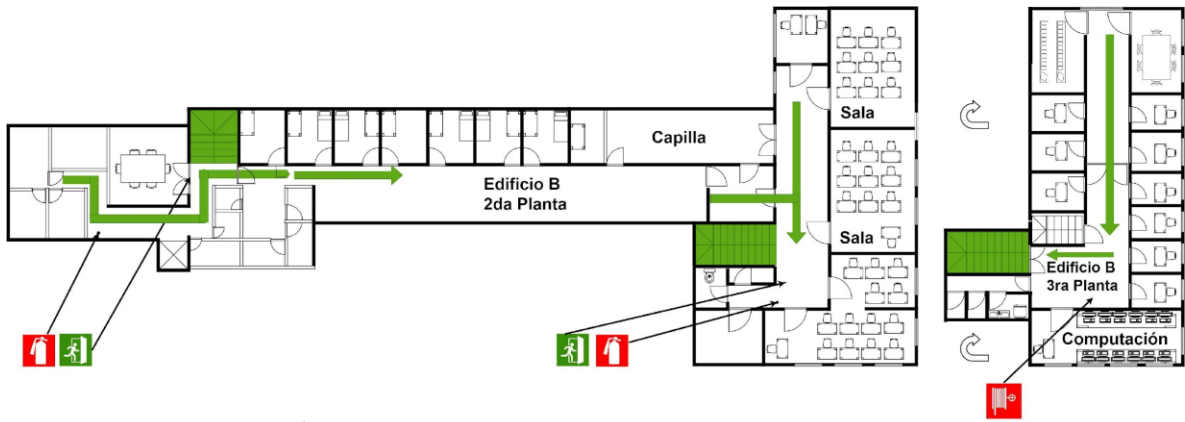 Sala
Capilla
Edificio B
2da Planta
Sala
Edificio B
3ra Planta
Computación